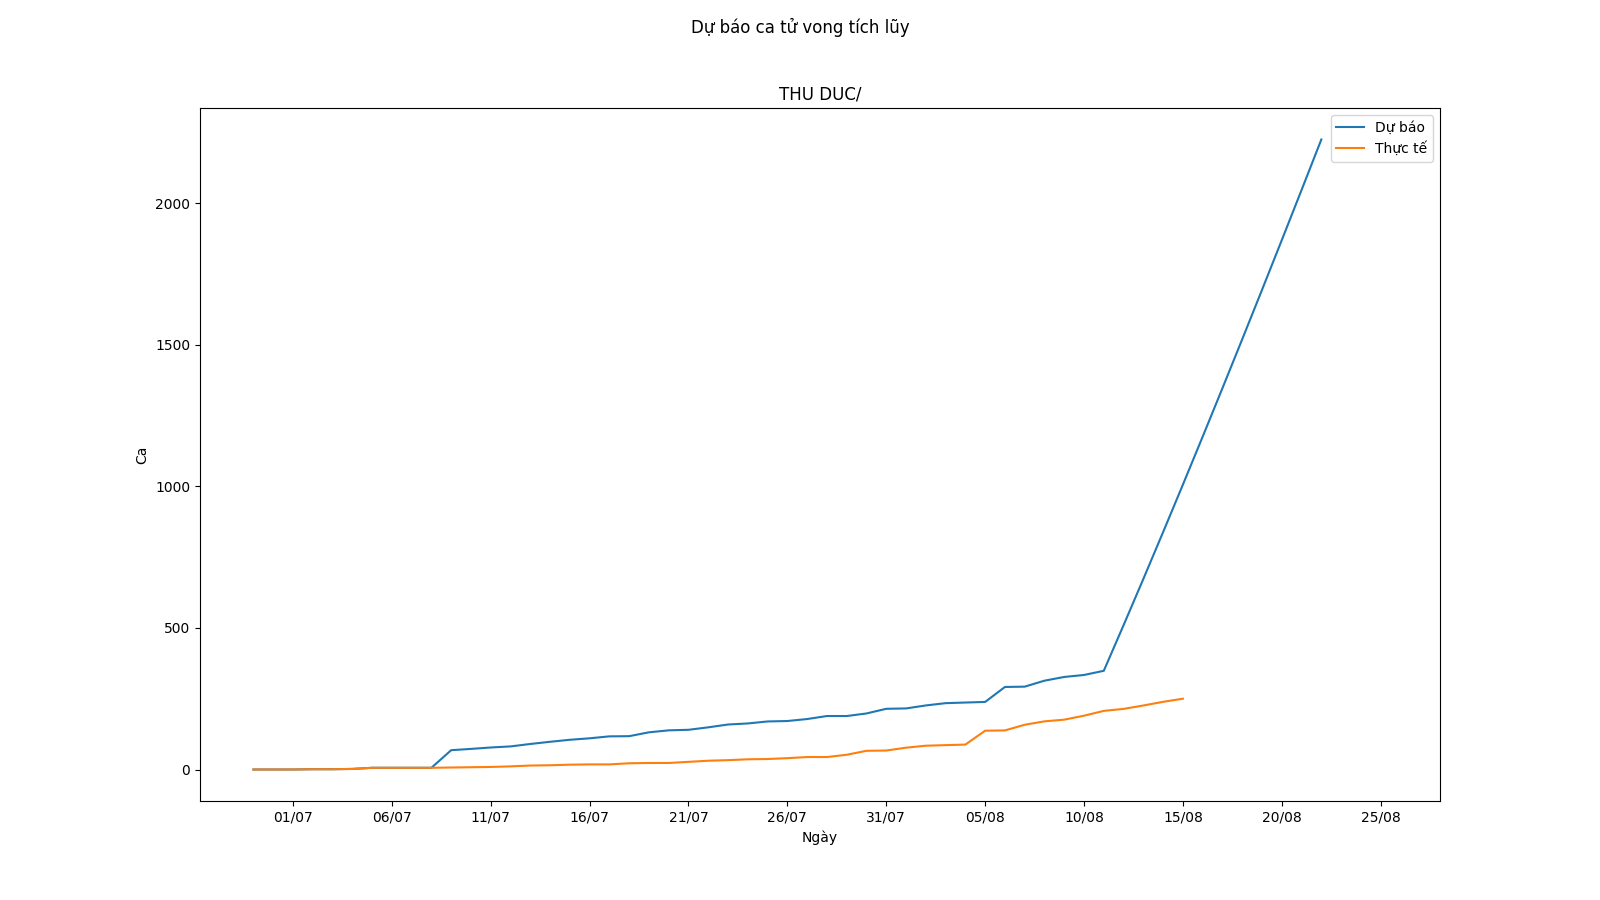 Dự báo ca tử vong tích lũy
THU DUC/
Dự báo
Thực tế
2000
1500
1000
500
0
Ca
01/07 06/07 11/07 16/07 21/07 26/07 31/07 05/08 10/08 15/08 20/08 25/08
Ngày